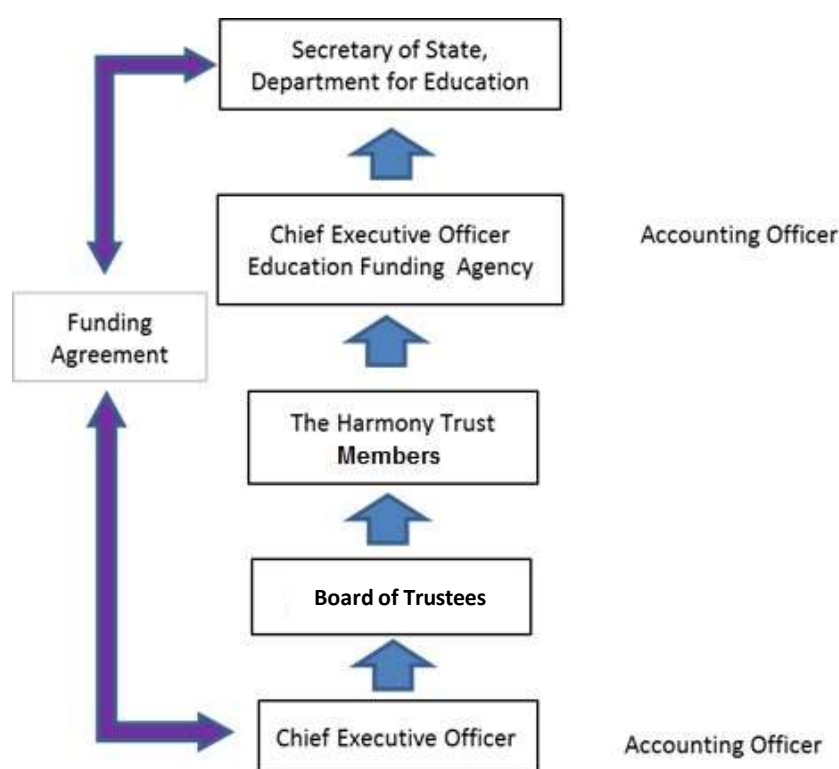 Secretary of State,
Department for Education
Chief Executive Officer
Education Funding Agency
Accounting Officer
Funding
Agreement
The Harmony Trust
Members
Board of Trustees
Chief Executive Officer
Accounting Officer